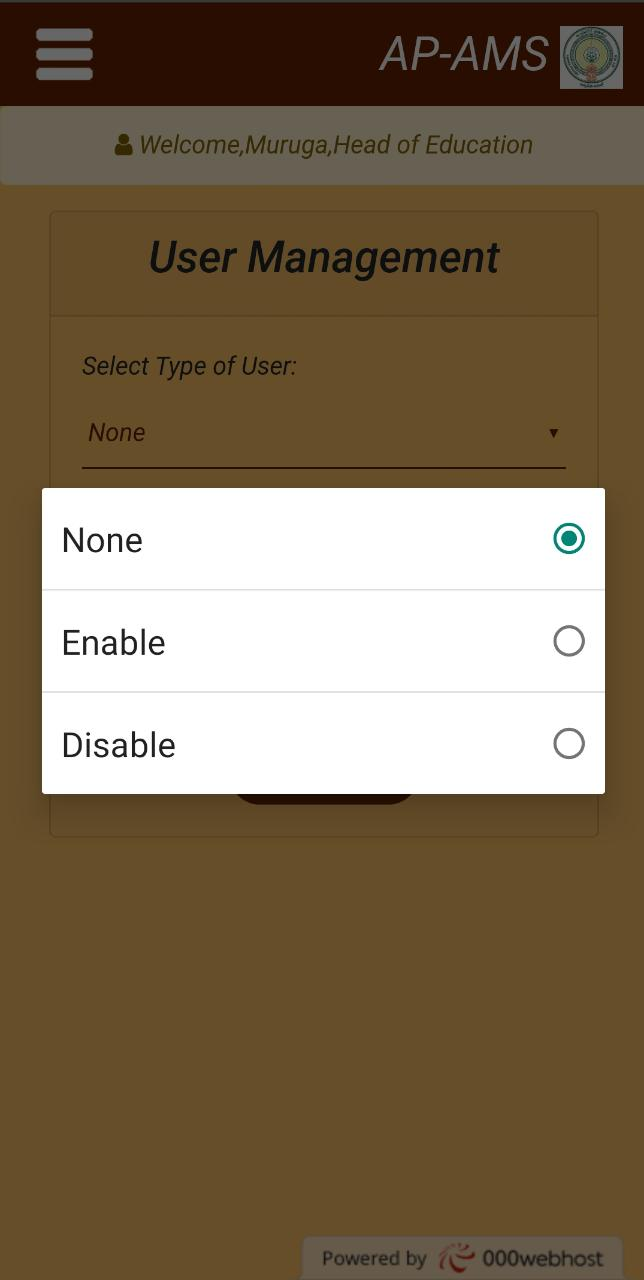 AP-AMS
Welcome,Muruga,Head of Education
User Management
Select Type of User:
None
None
Enable
Disable
Powered by 000webhost